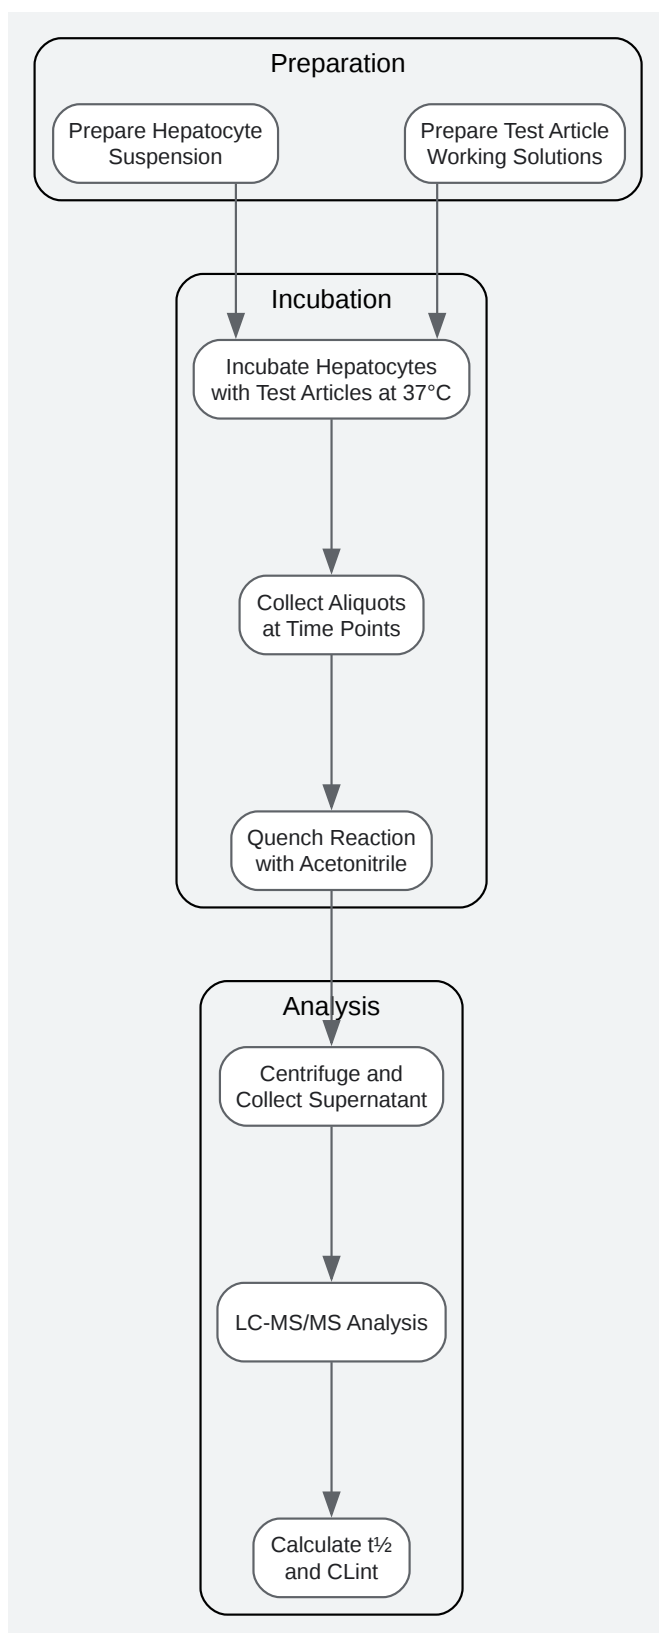 Preparation
Prepare Hepatocyte
Suspension
Prepare Test Article
Working Solutions
Incubation
Incubate Hepatocytes
with Test Articles at 37°C
Collect Aliquots
at Time Points
Quench Reaction
with Acetonitrile
Analysis
Centrifuge and
Collect Supernatant
LC-MS/MS Analysis
Calculate t½
and CLint